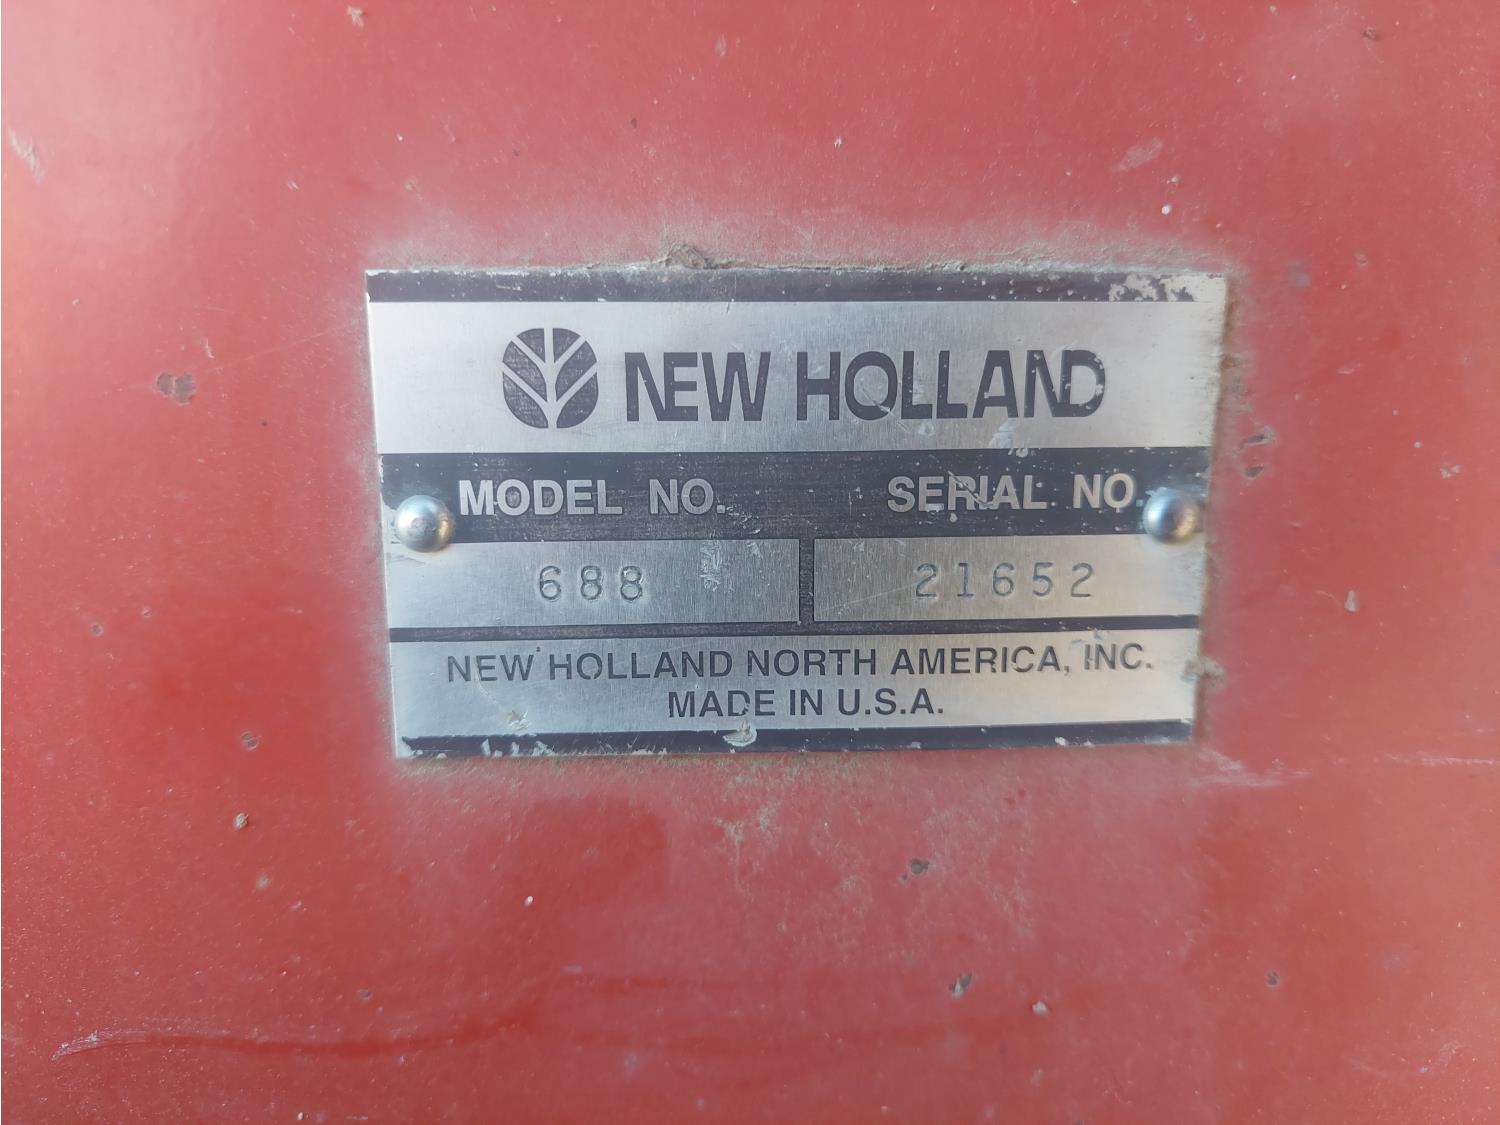 NEW HOLLAND
MODEL NO. SERIAL NO.
688 21652
NEW HOLLAND NORTH AMERICA, INC.
MADE IN U.S.A.